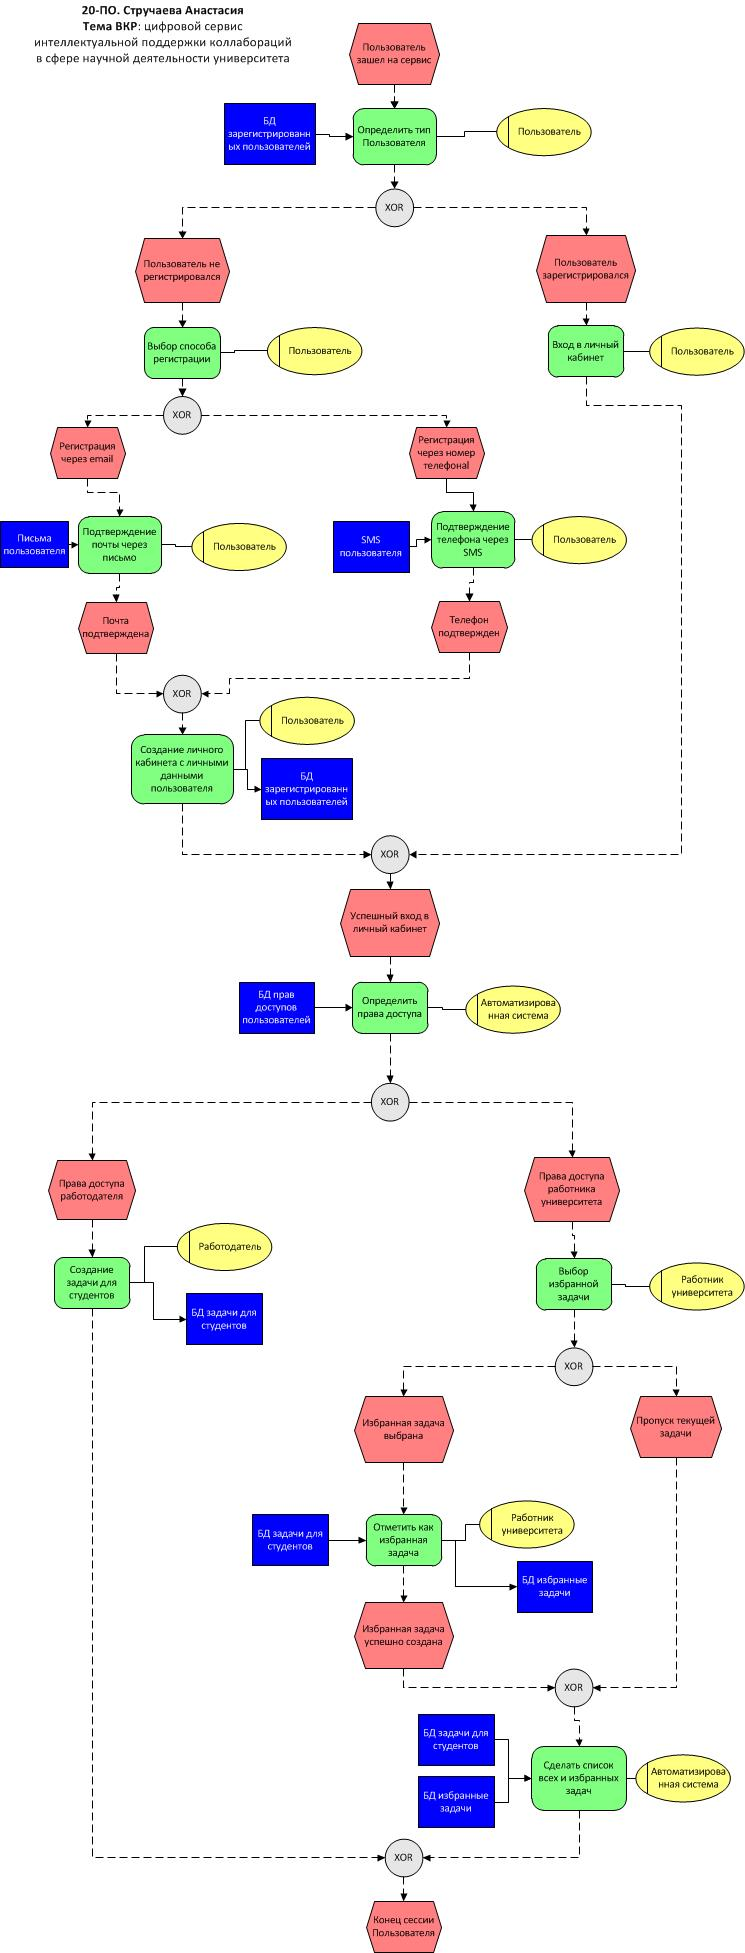 20-ПО. Стручаева Анастасия
Тема ВКР: цифровой сервис
интеллектуальной поддержки коллабораций
в сфере научной деятельности университета
Пользователь
зашел на сервис
БД
зарегистрированн
ых пользователей
Определить тип
Пользователя
Пользователь
XOR
Пользователь не
регистрировался
Пользователь
зарегистрировался
Выбор способа
регистрации
Пользователь
Вход в личный
кабинет
Пользователь
XOR
Регистрация
через email
Регистрация
через номер
телефонаl
Письма
пользователя
Подтверждение
почты через
письмо
Пользователь
SMS
пользователя
Подтверждение
телефона через
SMS
Пользователь
Почта
подтверждена
Телефон
подтвержден
XOR
Создание личного
кабинета с личными
данными
пользователя
Пользователь
БД
зарегистрированн
ых пользователей
XOR
Успешный вход в
личный кабинет
БД прав
доступов
пользователей
Определить
права доступа
Автоматизирова
нная система
XOR
Права доступа
работодателя
Права доступа
работника
университета
Создание
задачи для
студентов
Работодатель
БД задачи для
студентов
Выбор
избранной
задачи
Работник
университета
XOR
Избранная задача
выбрана
Пропуск текущей
задачи
БД задачи для
студентов
Отметить как
избранная
задача
Работник
университета
БД избранные
задачи
Избранная задача
успешно создана
XOR
БД задачи для
студентов
БД избранные
задачи
Сделать список
всех и избранных
задач
Автоматизирова
нная система
XOR
Конец сессии
Пользователя